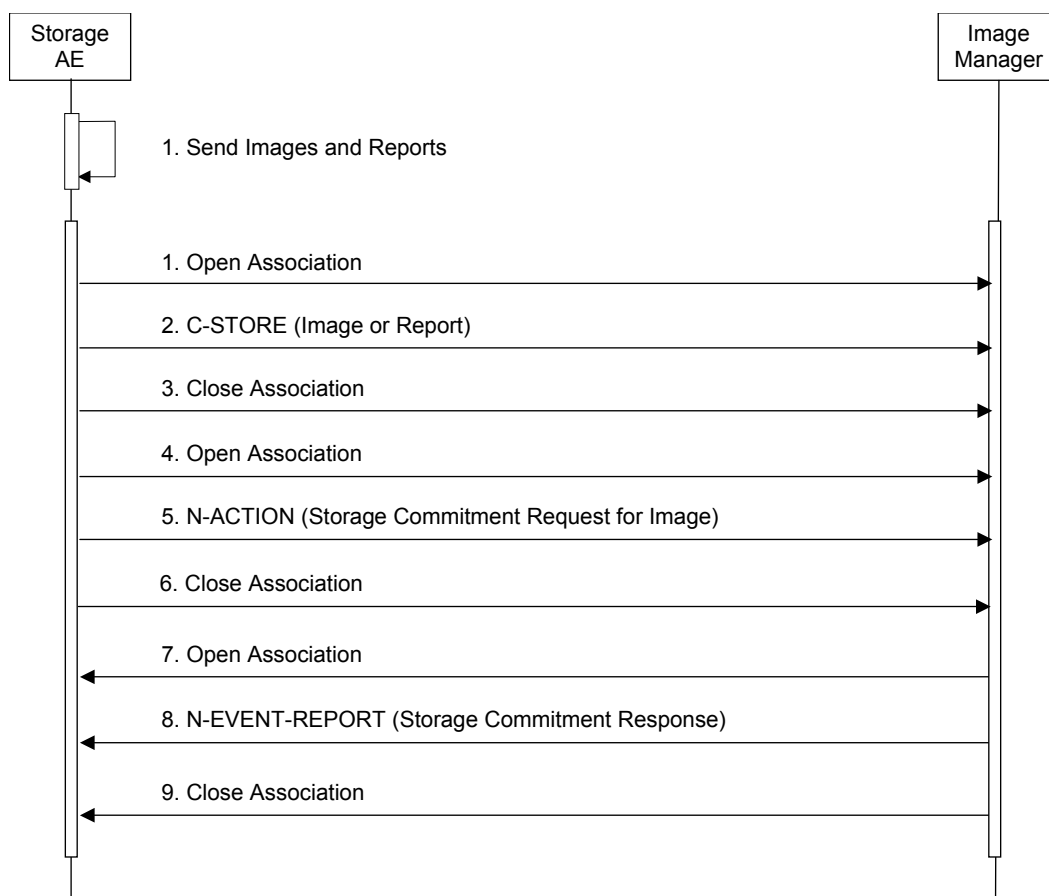 Storage
AE
Image
Manager
1. Send Images and Reports
1. Open Association
2. C-STORE (Image or Report)
3. Close Association
4. Open Association
5. N-ACTION (Storage Commitment Request for Image)
6. Close Association
7. Open Association
8. N-EVENT-REPORT (Storage Commitment Response)
9. Close Association